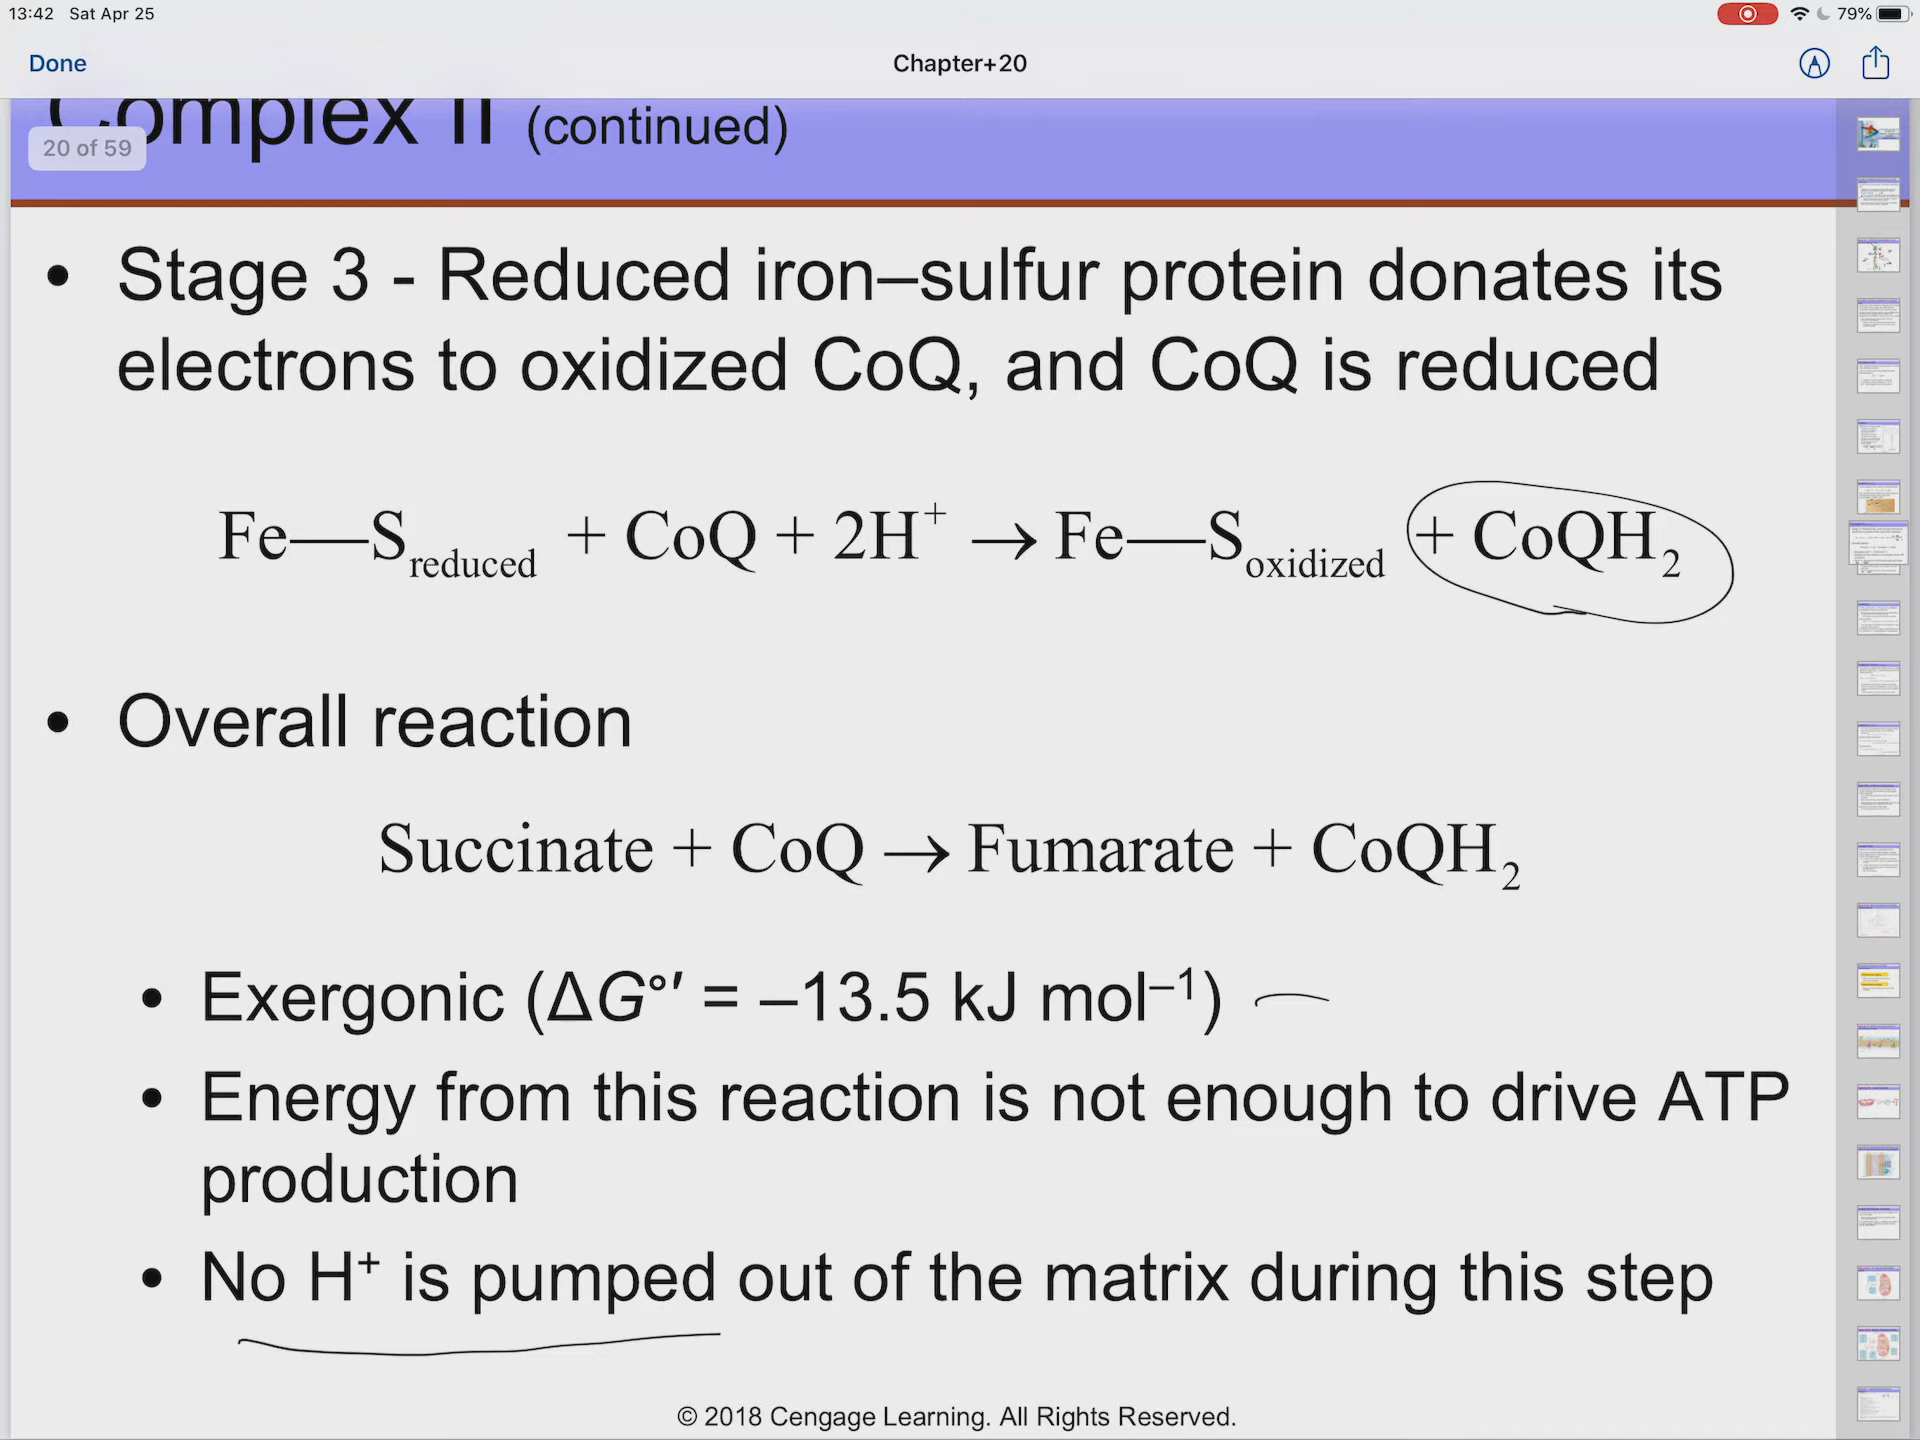 13:42 Sat Apr 25
79%
Done
Chapter+20
Complex II (continued)
20 of 59
• Stage 3 - Reduced iron–sulfur protein donates its
electrons to oxidized CoQ, and CoQ is reduced
Fe—S reduced + CoQ + 2H⁺ → Fe—S oxidized + CoQH₂
• Overall reaction
Succinate + CoQ → Fumarate + CoQH₂
• Exergonic (ΔG°′ = –13.5 kJ mol⁻¹)
• Energy from this reaction is not enough to drive ATP
production
• No H⁺ is pumped out of the matrix during this step
© 2018 Cengage Learning. All Rights Reserved.